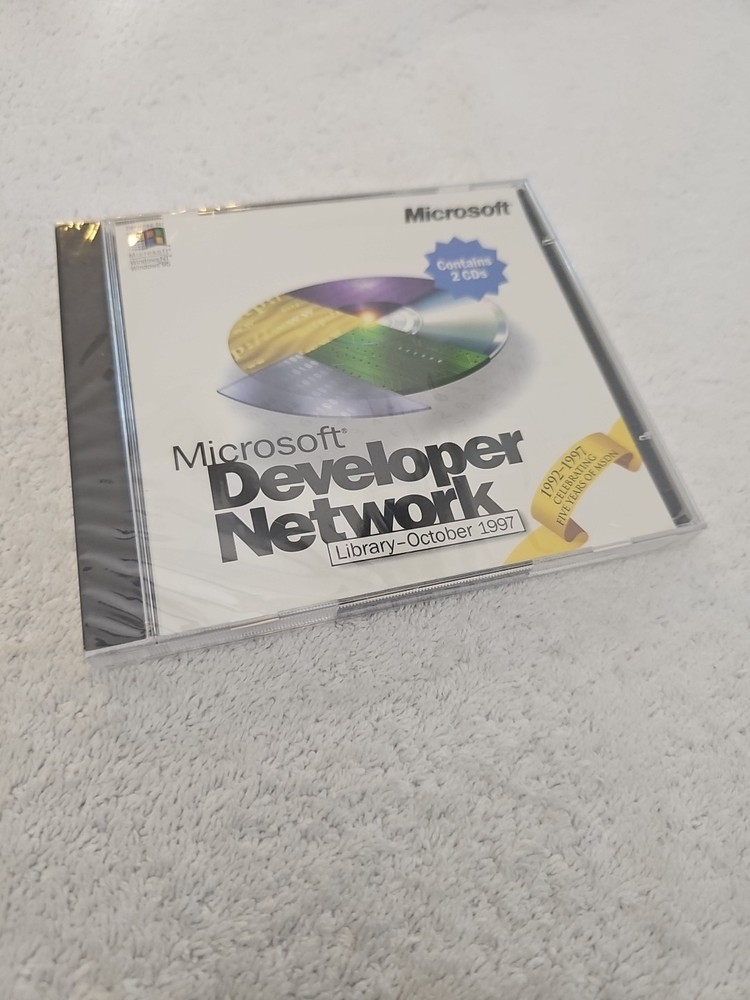 Microsoft
Contains
2 CDs
Microsoft®
Developer
Network
Library–October 1997
1992–1997
CELEBRATING
FIVE YEARS OF MSDN